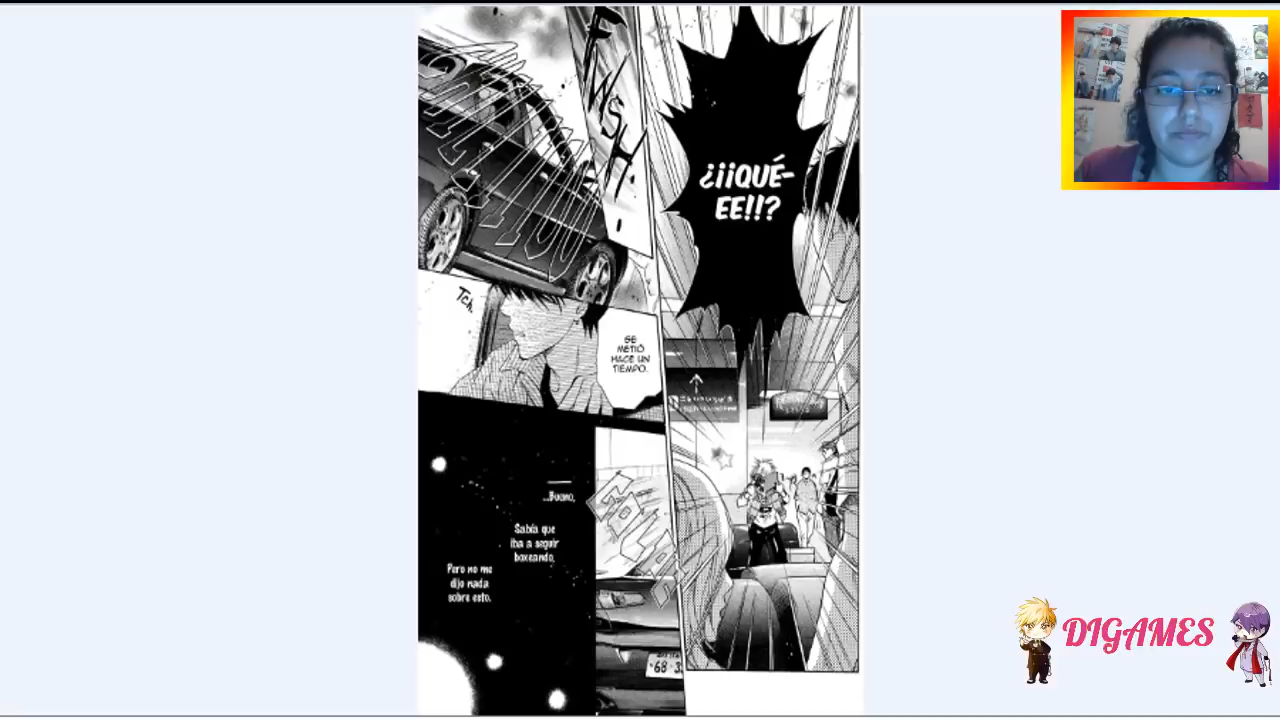 ¿¡¡QUÉ-
EE!!?
FWSH
SE
METIÓ
HACE UN
TIEMPO.
Tch.
...Bueno,
Sabía que
iba a seguir
boxeando,
Pero no me
dijo nada
sobre esto.
DIGAMES